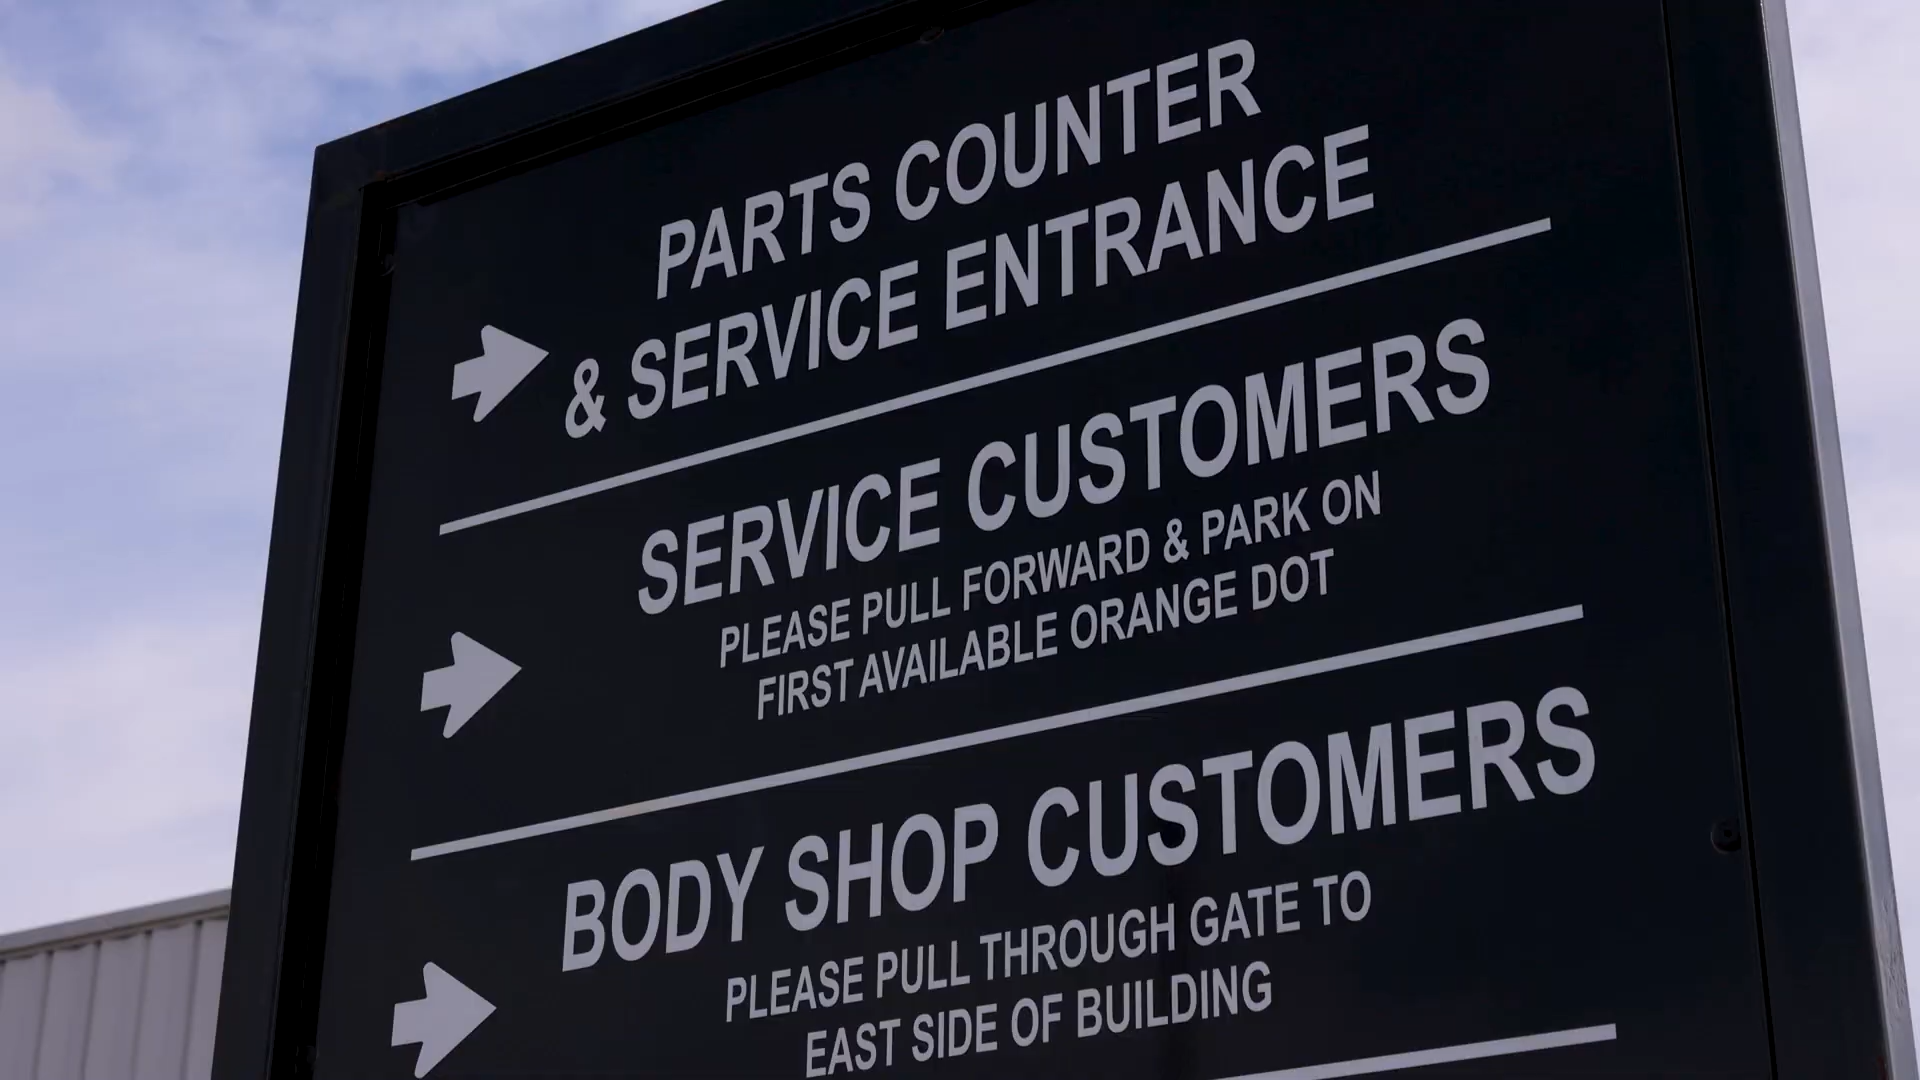 PARTS COUNTER
& SERVICE ENTRANCE
SERVICE CUSTOMERS
PLEASE PULL FORWARD & PARK ON
FIRST AVAILABLE ORANGE DOT
BODY SHOP CUSTOMERS
PLEASE PULL THROUGH GATE TO
EAST SIDE OF BUILDING